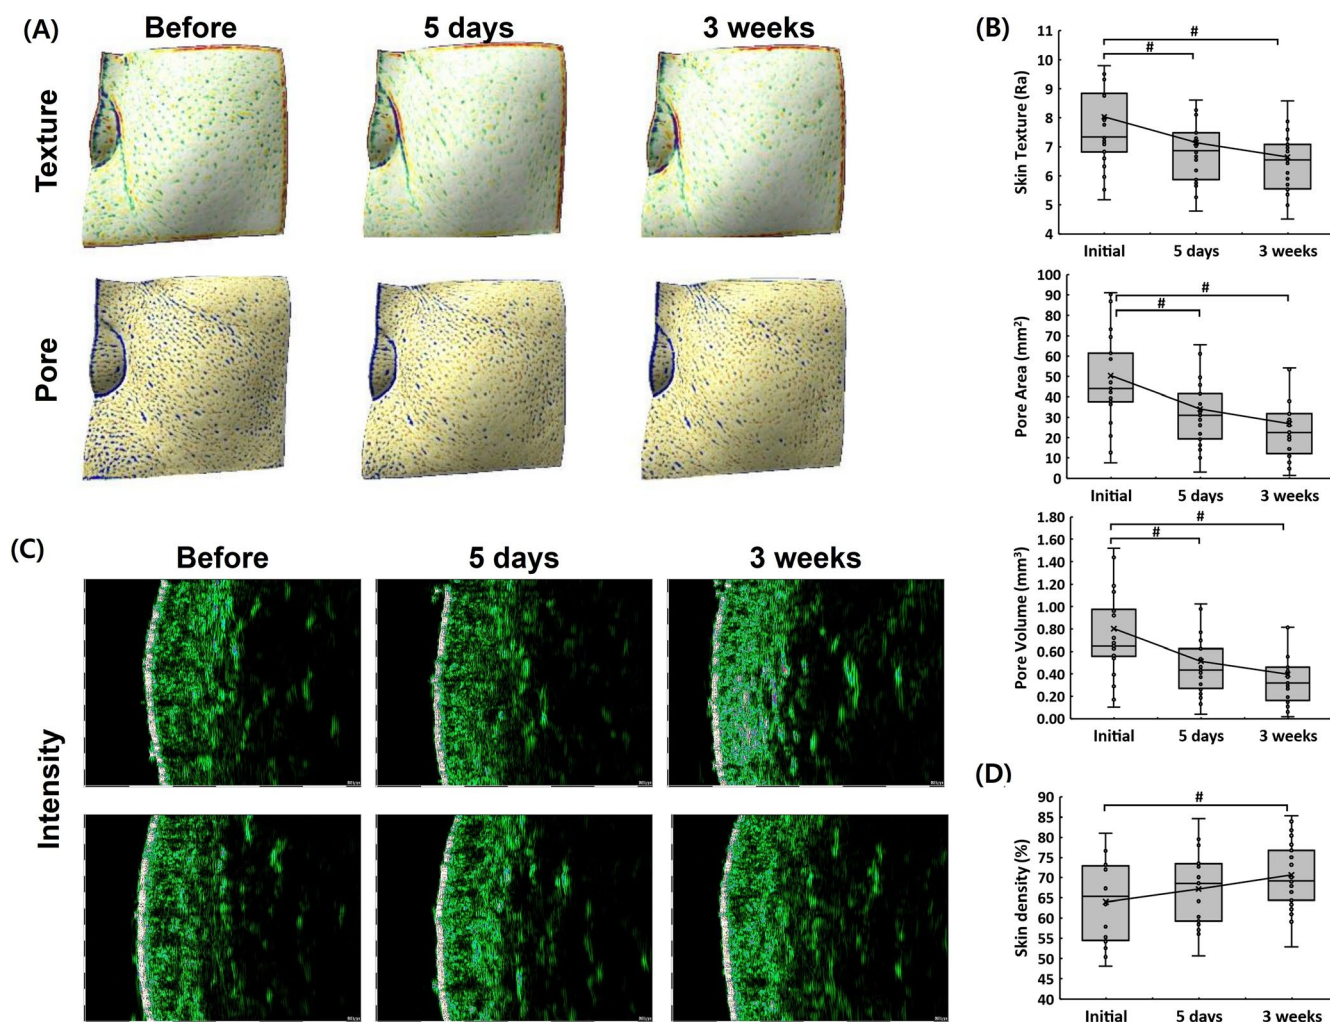 (A)
Before
5 days
3 weeks
Texture
Pore
(B)
#
#
Skin Texture (Ra)
11
10
9
8
7
6
5
4
Initial
5 days
3 weeks
#
#
Pore Area (mm²)
100
90
80
70
60
50
40
30
20
10
0
Initial
5 days
3 weeks
#
#
Pore Volume (mm³)
1.80
1.60
1.40
1.20
1.00
0.80
0.60
0.40
0.20
0.00
Initial
5 days
3 weeks
(C)
Before
5 days
3 weeks
Intensity
(D)
#
Skin density (%)
90
85
80
75
70
65
60
55
50
45
40
Initial
5 days
3 weeks